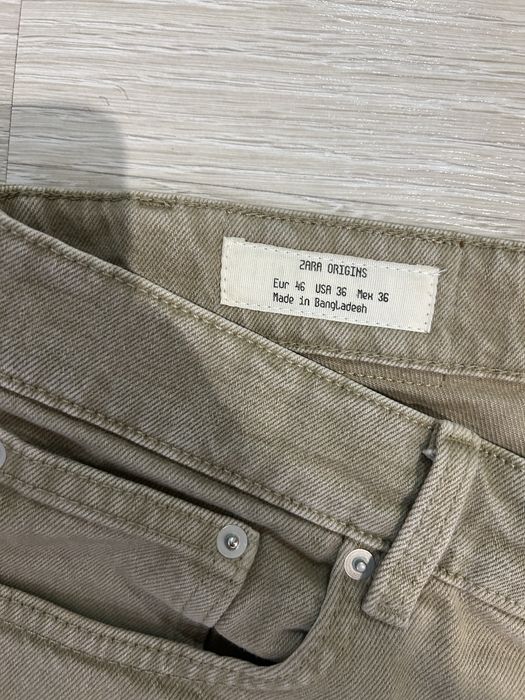 ZARA ORIGINS
Eur 46 USA 36 Mex 36
Made in Bangladesh